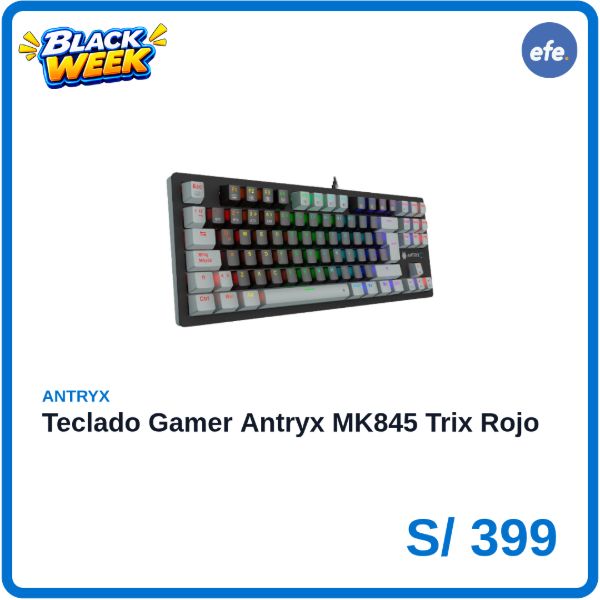 BLACK
WEEK
efe.
ANTRYX
Teclado Gamer Antryx MK845 Trix Rojo
S/ 399